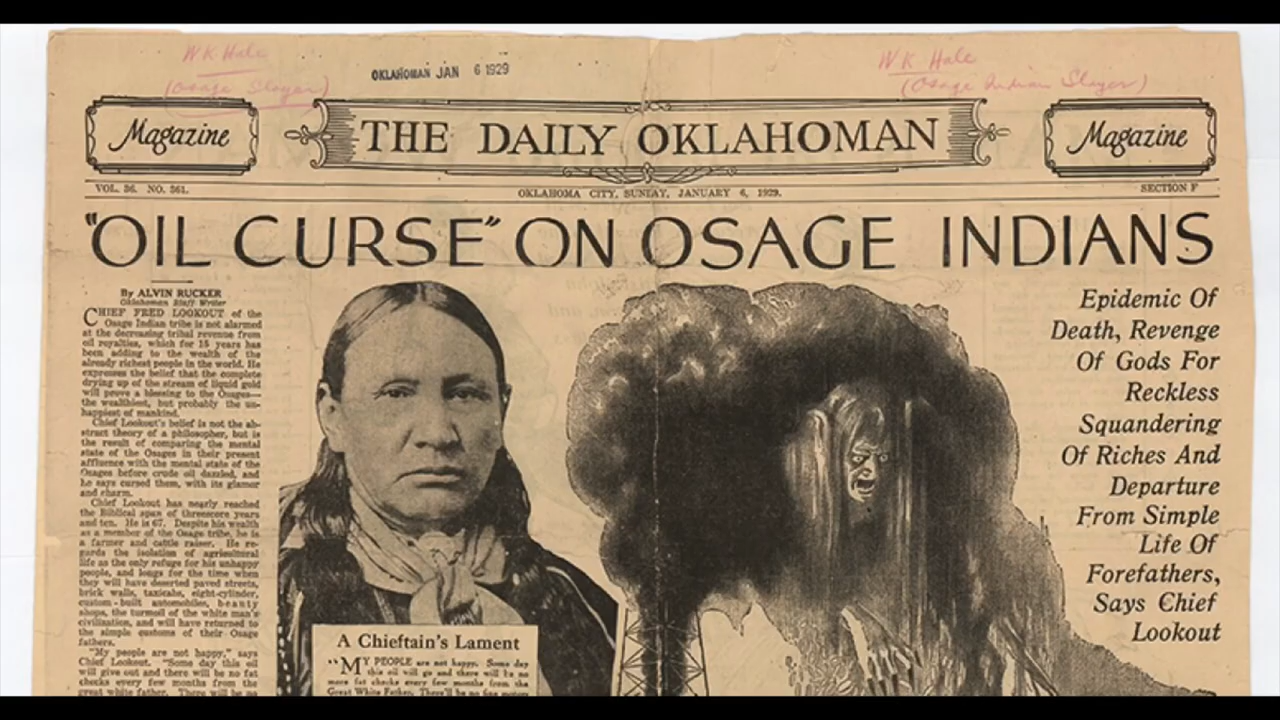 W K Hale
(Osage Slayer)
OKLAHOMAN JAN 6 1929
W K Hale
(Osage Indian Slayer)
Magazine
THE DAILY OKLAHOMAN
Magazine
VOL. 36. NO. 361.
OKLAHOMA CITY, SUNDAY, JANUARY 6, 1929.
SECTION F
"OIL CURSE" ON OSAGE INDIANS
By ALVIN RUCKER
Oklahoman Staff Writer
CHIEF FRED LOOKOUT of the
Osage Indian tribe is not alarmed
at the decreasing tribal revenue from
oil royalties, which for 15 years has
been adding to the wealth of the
already richest people in the world. He
expresses the belief that the complete
drying up of the stream of liquid gold
will prove a blessing to the Osages—
the wealthiest, but probably the un-
happiest of mankind.
Chief Lookout's belief is not the ab-
stract theory of a philosopher, but is
the result of comparing the mental
state of the Osages in their present
affluence with the mental state of the
Osages before crude oil dazzled, and
he says cursed them, with its glamor
and charm.
Chief Lookout has nearly reached
the Biblical span of threescore years
and ten. He is 67. Despite his wealth
as a member of the Osage tribe, he is
a farmer and cattle raiser. He re-
gards the isolation of agricultural
life as the only refuge for his unhappy
people, and longs for the time when
they will have deserted paved streets,
brick walls, taxicabs, eight-cylinder,
custom-built automobiles, beauty
shops, the turmoil of the white man's
civilization, and will have returned to
the simple customs of their Osage
fathers.
"My people are not happy," says
Chief Lookout. "Some day this oil
will give out and there will be no fat
checks every few months from the
great white father. There will be no
A Chieftain's Lament
"MY PEOPLE are not happy. Some day
this oil will go and there will be no
more fat checks every few months from the
Great White Father. There'll be no fine motors
Epidemic Of
Death, Revenge
Of Gods For
Reckless
Squandering
Of Riches And
Departure
From Simple
Life Of
Forefathers,
Says Chief
Lookout